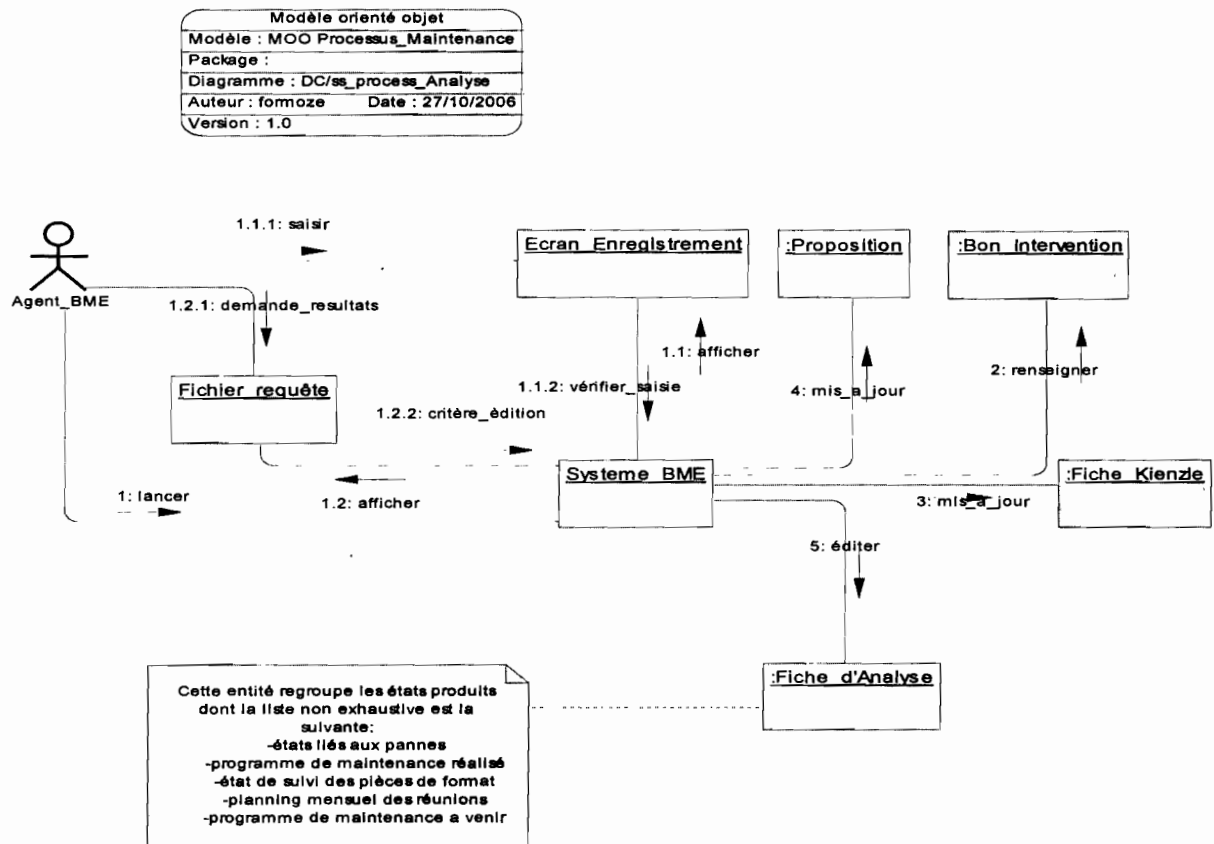 Modèle orienté objet
Modèle : MOO Processus_Maintenance
Package :
Diagramme : DC/ss_process_Analyse
Auteur : formoze Date : 27/10/2006
Version : 1.0
1.1.1: saisir
Agent_BME
1.2.1: demande_resultats
Ecran_Enregistrement
:Proposition
:Bon_Intervention
1.1: afficher
Fichier_requête
1.1.2: vérifier_saisie
4: mis_a_jour
2: renseigner
1.2.2: critère_èdition
Systeme_BME
:Fiche_Kienzle
1: lancer
1.2: afficher
3: mis_a_jour
5: éditer
:Fiche_d'Analyse
Cette entité regroupe les états produits
dont la liste non exhaustive est la
suivante:
-états liés aux pannes
-programme de maintenance réalisé
-état de suivi des pièces de format
-planning mensuel des réunions
-programme de maintenance a venir